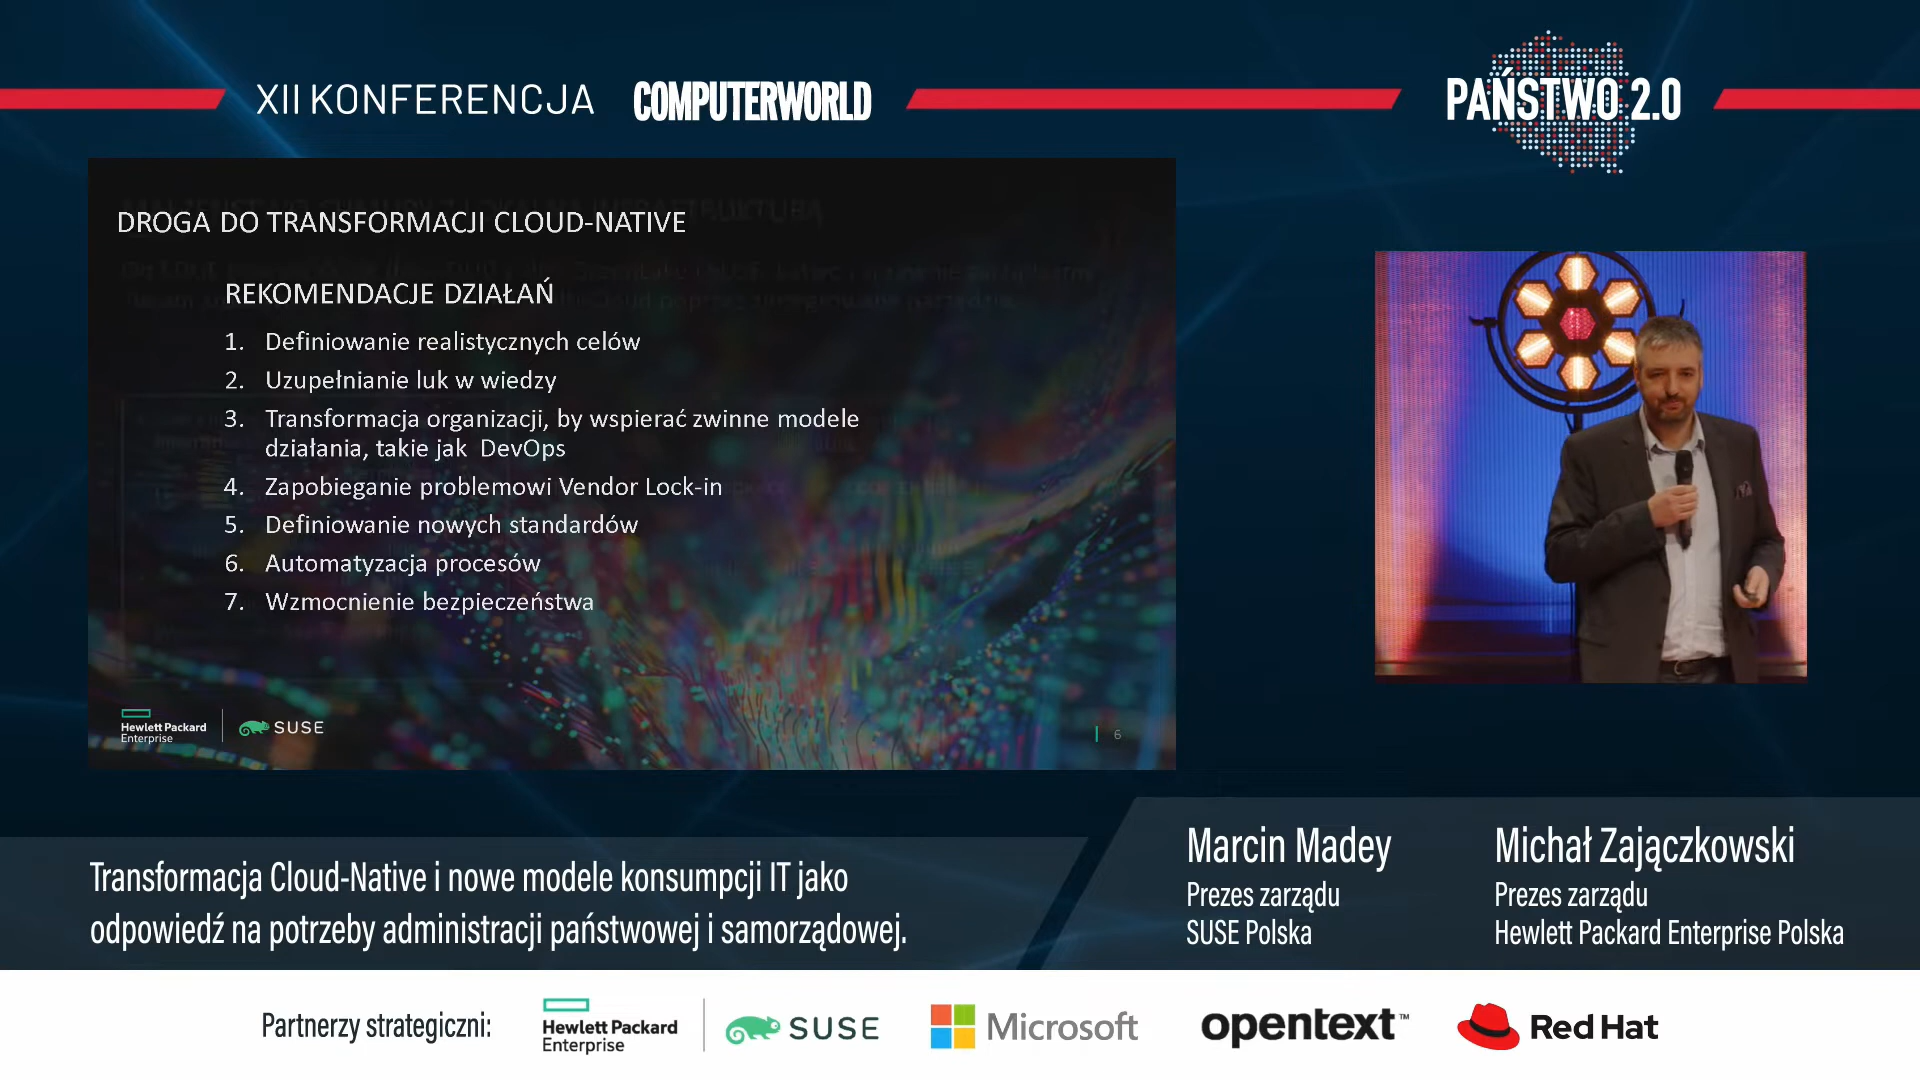 XII KONFERENCJA COMPUTERWORLD
PAŃSTWO 2.0
DROGA DO TRANSFORMACJI CLOUD-NATIVE
REKOMENDACJE DZIAŁAŃ
1. Definiowanie realistycznych celów
2. Uzupełnianie luk w wiedzy
3. Transformacja organizacji, by wspierać zwinne modele
działania, takie jak DevOps
4. Zapobieganie problemowi Vendor Lock-in
5. Definiowanie nowych standardów
6. Automatyzacja procesów
7. Wzmocnienie bezpieczeństwa
Hewlett Packard
Enterprise
SUSE
6
Transformacja Cloud-Native i nowe modele konsumpcji IT jako
odpowiedź na potrzeby administracji państwowej i samorządowej.
Marcin Madey
Prezes zarządu
SUSE Polska
Michał Zajączkowski
Prezes zarządu
Hewlett Packard Enterprise Polska
Partnerzy strategiczni:
Hewlett Packard
Enterprise
SUSE
Microsoft
opentext™
Red Hat